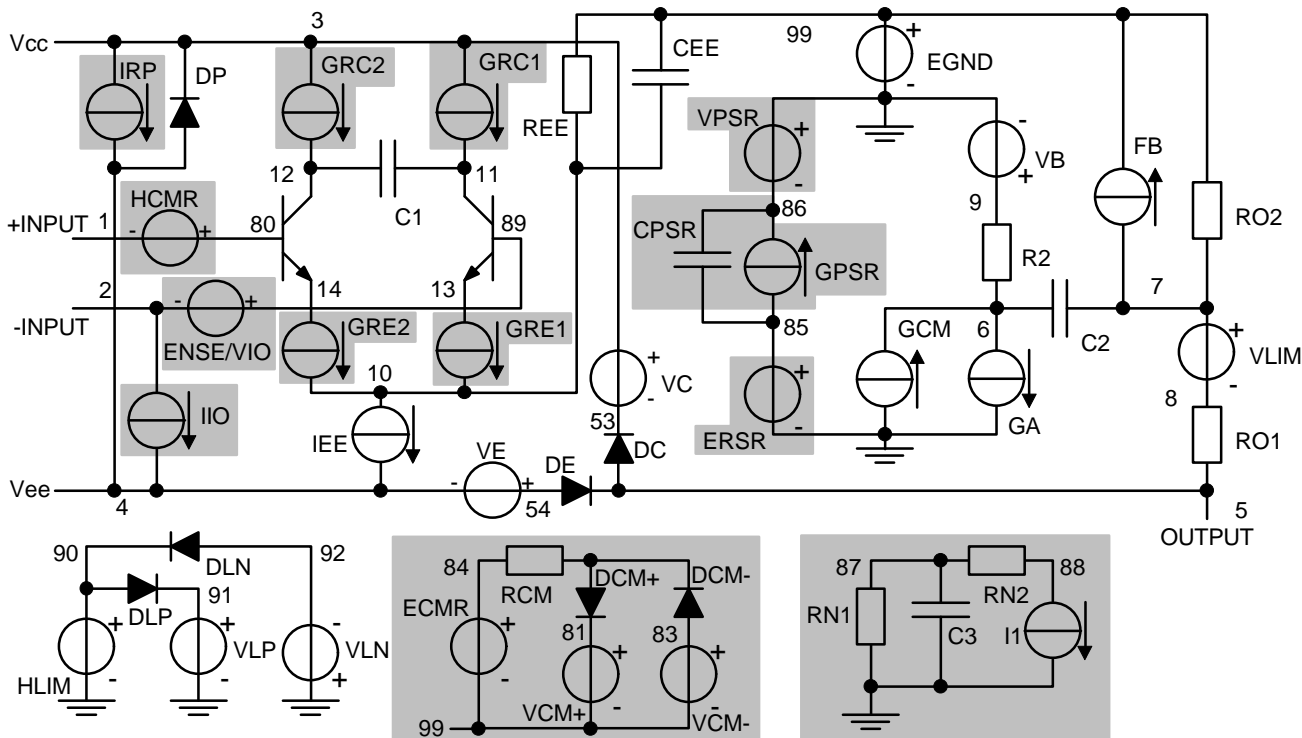 3
99
Vcc
IRP
DP
GRC2
GRC1
CEE
EGND
REE
VPSR
VB
FB
12
11
C1
HCMR
+INPUT
1
80
89
9
86
CPSR
GPSR
R2
RO2
2
-INPUT
14
13
ENSE/VIO
GRE2
GRE1
85
GCM
6
C2
7
VLIM
10
VC
53
8
IIO
IEE
ERSR
GA
RO1
VE
DE
DC
Vee
4
54
5
OUTPUT
90
DLN
92
84
DCM+
DCM-
87
88
91
DLP
RCM
RN2
ECMR
81
83
RN1
C3
I1
HLIM
VLP
VLN
VCM+
VCM-
99